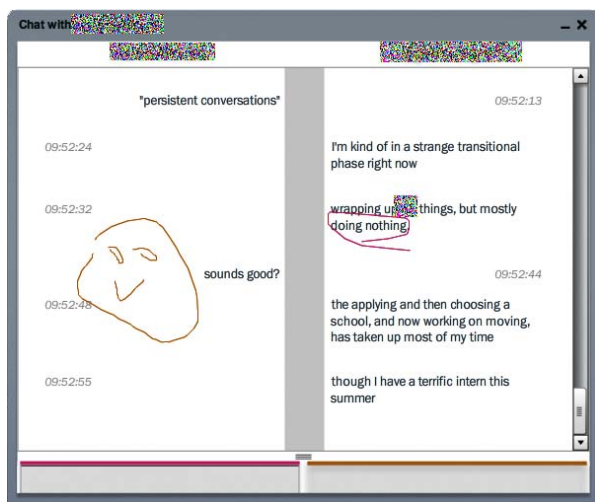 Chat with
"persistent conversations"
09:52:13
09:52:24
I'm kind of in a strange transitional
phase right now
09:52:32
wrapping up things, but mostly
doing nothing
sounds good?
09:52:44
09:52:48
the applying and then choosing a
school, and now working on moving,
has taken up most of my time
09:52:55
though I have a terrific intern this
summer